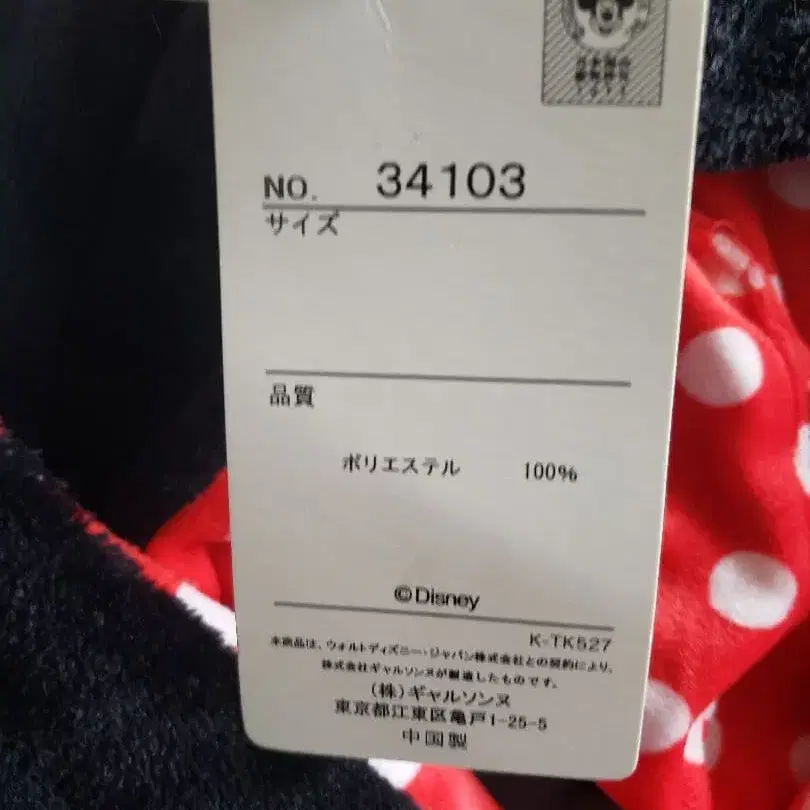 NO. 34103
サイズ
品質
ポリエステル 100%
©Disney
K-TK527
本商品は、ウォルトディズニー・ジャパン株式会社との契約により、
株式会社ギャルソンヌが製造したものです。
(株)ギャルソンヌ
東京都江東区亀戸1-25-5
中国製